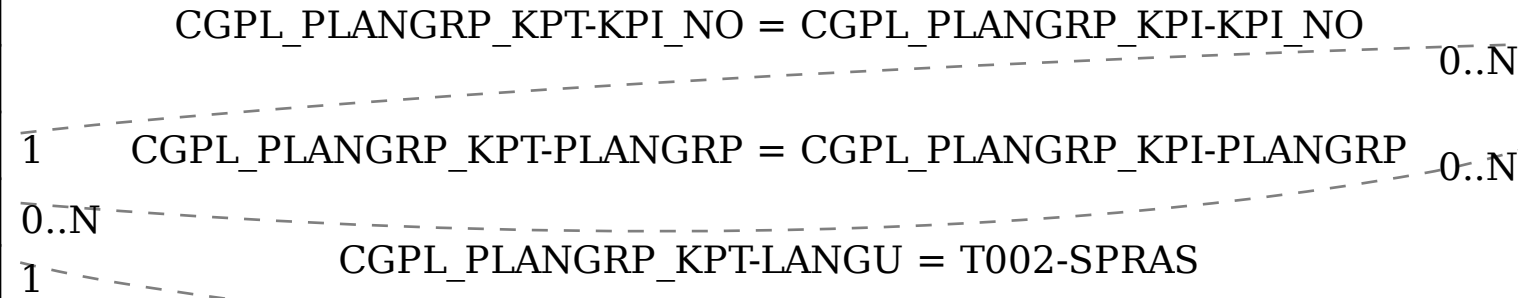 CGPL_PLANGRP_KPT-KPI_NO = CGPL_PLANGRP_KPI-KPI_NO
0..N
1
CGPL_PLANGRP_KPT-PLANGRP = CGPL_PLANGRP_KPI-PLANGRP
0..N
0..N
CGPL_PLANGRP_KPT-LANGU = T002-SPRAS
1